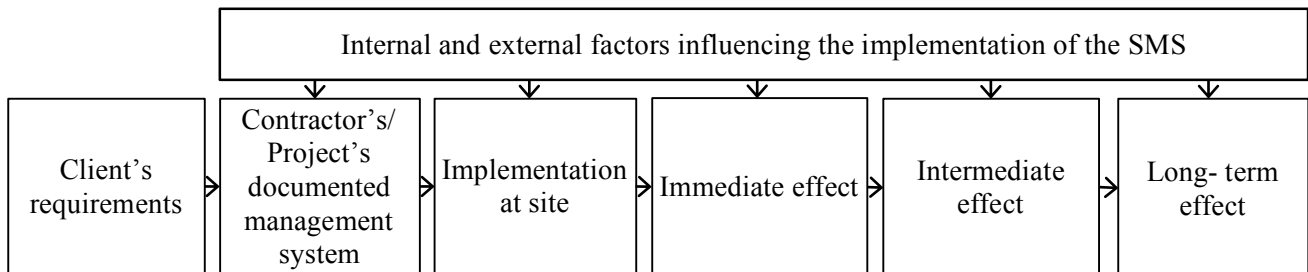 Internal and external factors influencing the implementation of the SMS
Client’s
requirements
Contractor’s/
Project’s
documented
management
system
Implementation
at site
Immediate effect
Intermediate
effect
Long- term
effect